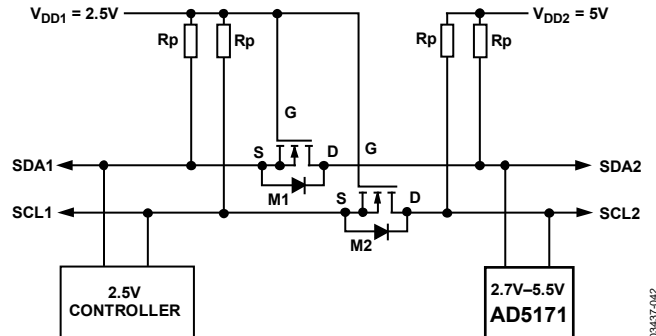 VDD1 = 2.5V
VDD2 = 5V
Rp
Rp
Rp
Rp
G
S
D
G
SDA1
SDA2
M1
S
D
SCL1
SCL2
M2
2.5V
CONTROLLER
2.7V–5.5V
AD5171
03437-042